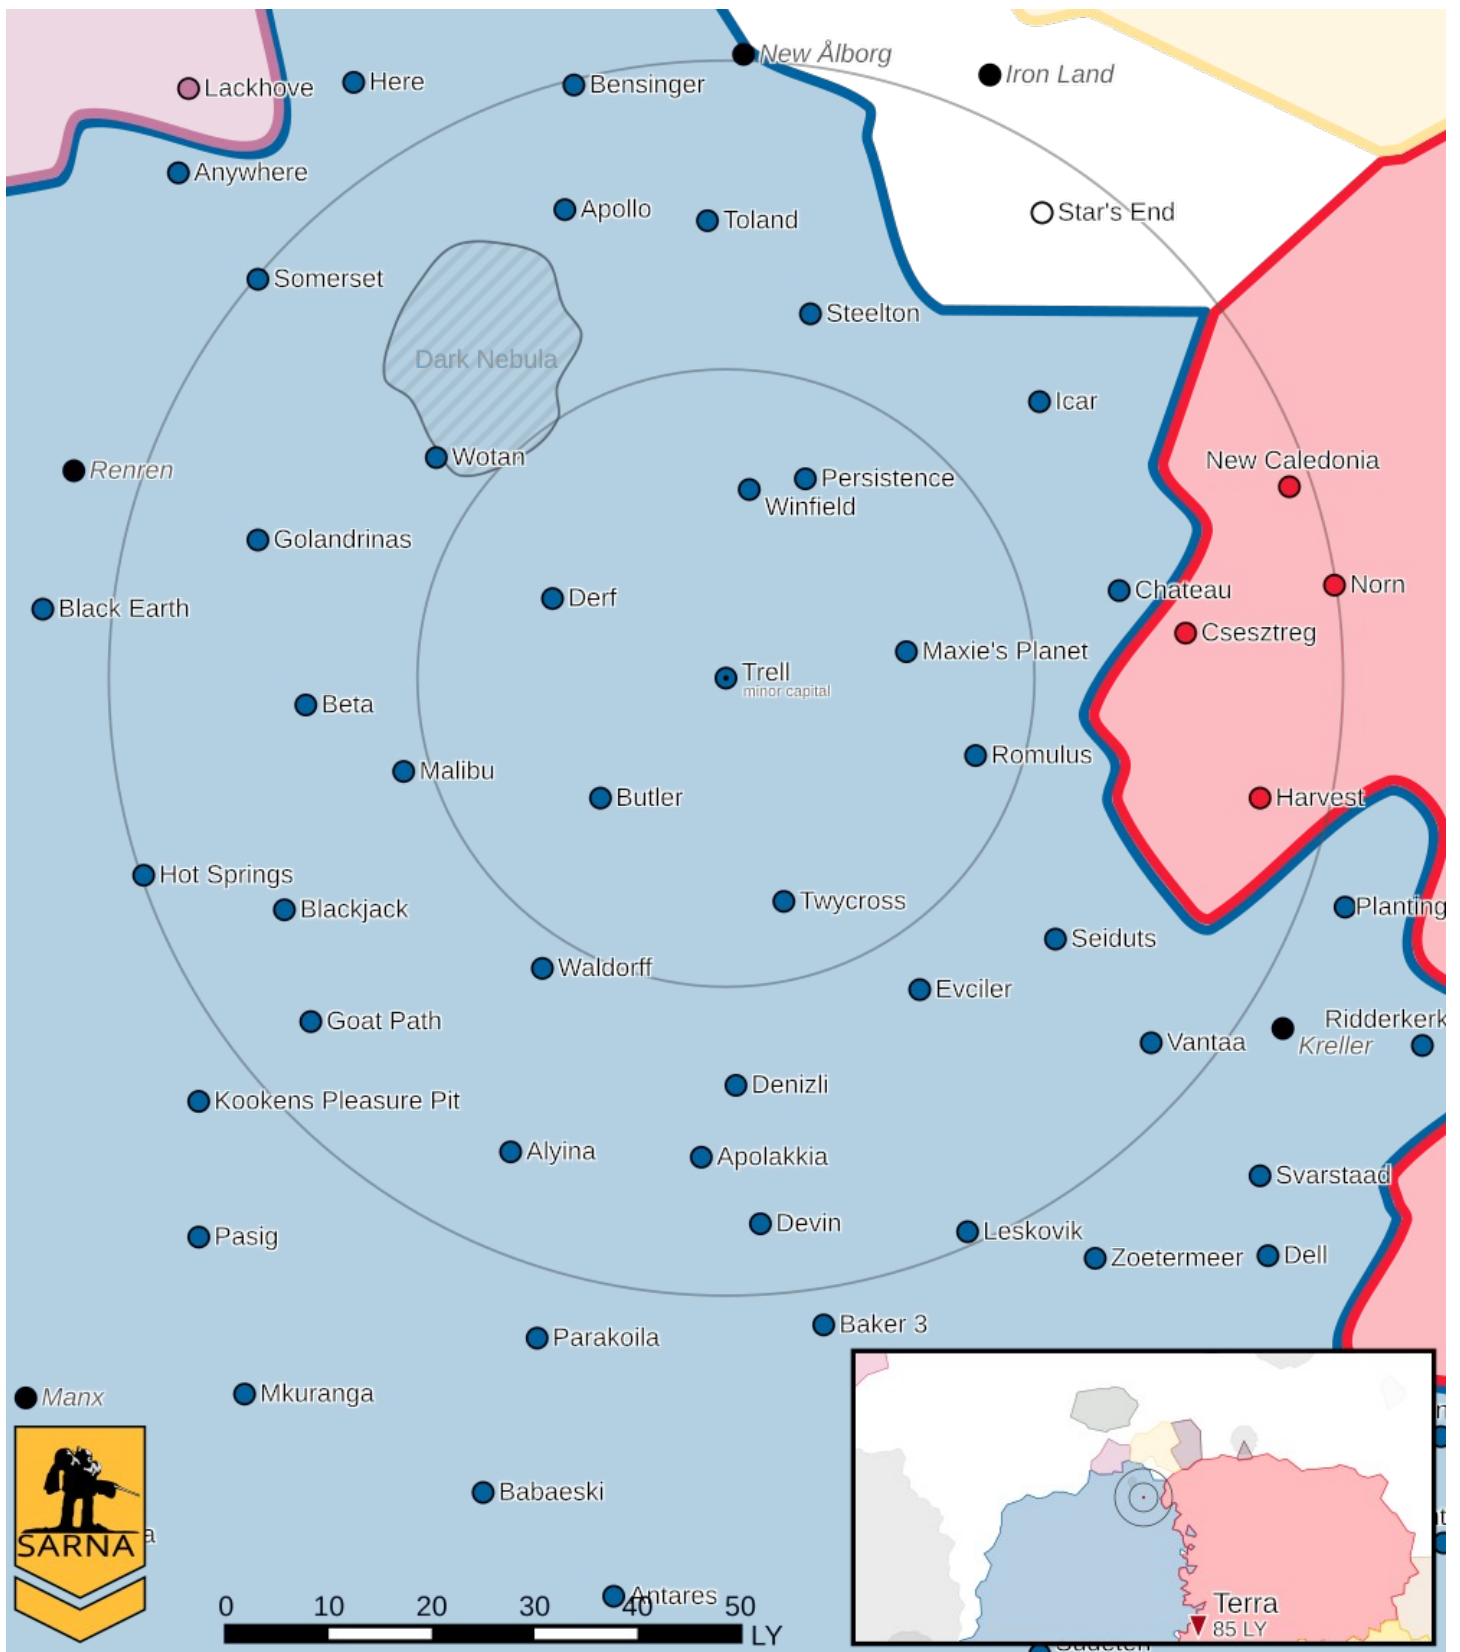 New Ålborg
Iron Land
Lackhove
Here
Bensinger
Anywhere
Apollo
Toland
Star's End
Somerset
Steelton
Dark Nebula
Icar
Wotan
Renren
New Caledonia
Persistence
Winfield
Golandrinas
Chateau
Norn
Derf
Black Earth
Csesztreg
Maxie's Planet
Trell
minor capital
Beta
Romulus
Malibu
Butler
Harvest
Hot Springs
Blackjack
Twycross
Planting
Seiduts
Waldorff
Evciler
Goat Path
Ridderkerk
Vantaa
Kreller
Denizli
Kookens Pleasure Pit
Alyina
Apolakkia
Svarstaad
Devin
Leskovik
Pasig
Zoetermeer
Dell
Baker 3
Parakoila
Mkuranga
Manx
Babaeski
SARNA
a
Antares
0 10 20 30 40 50
LY
Terra
85 LY